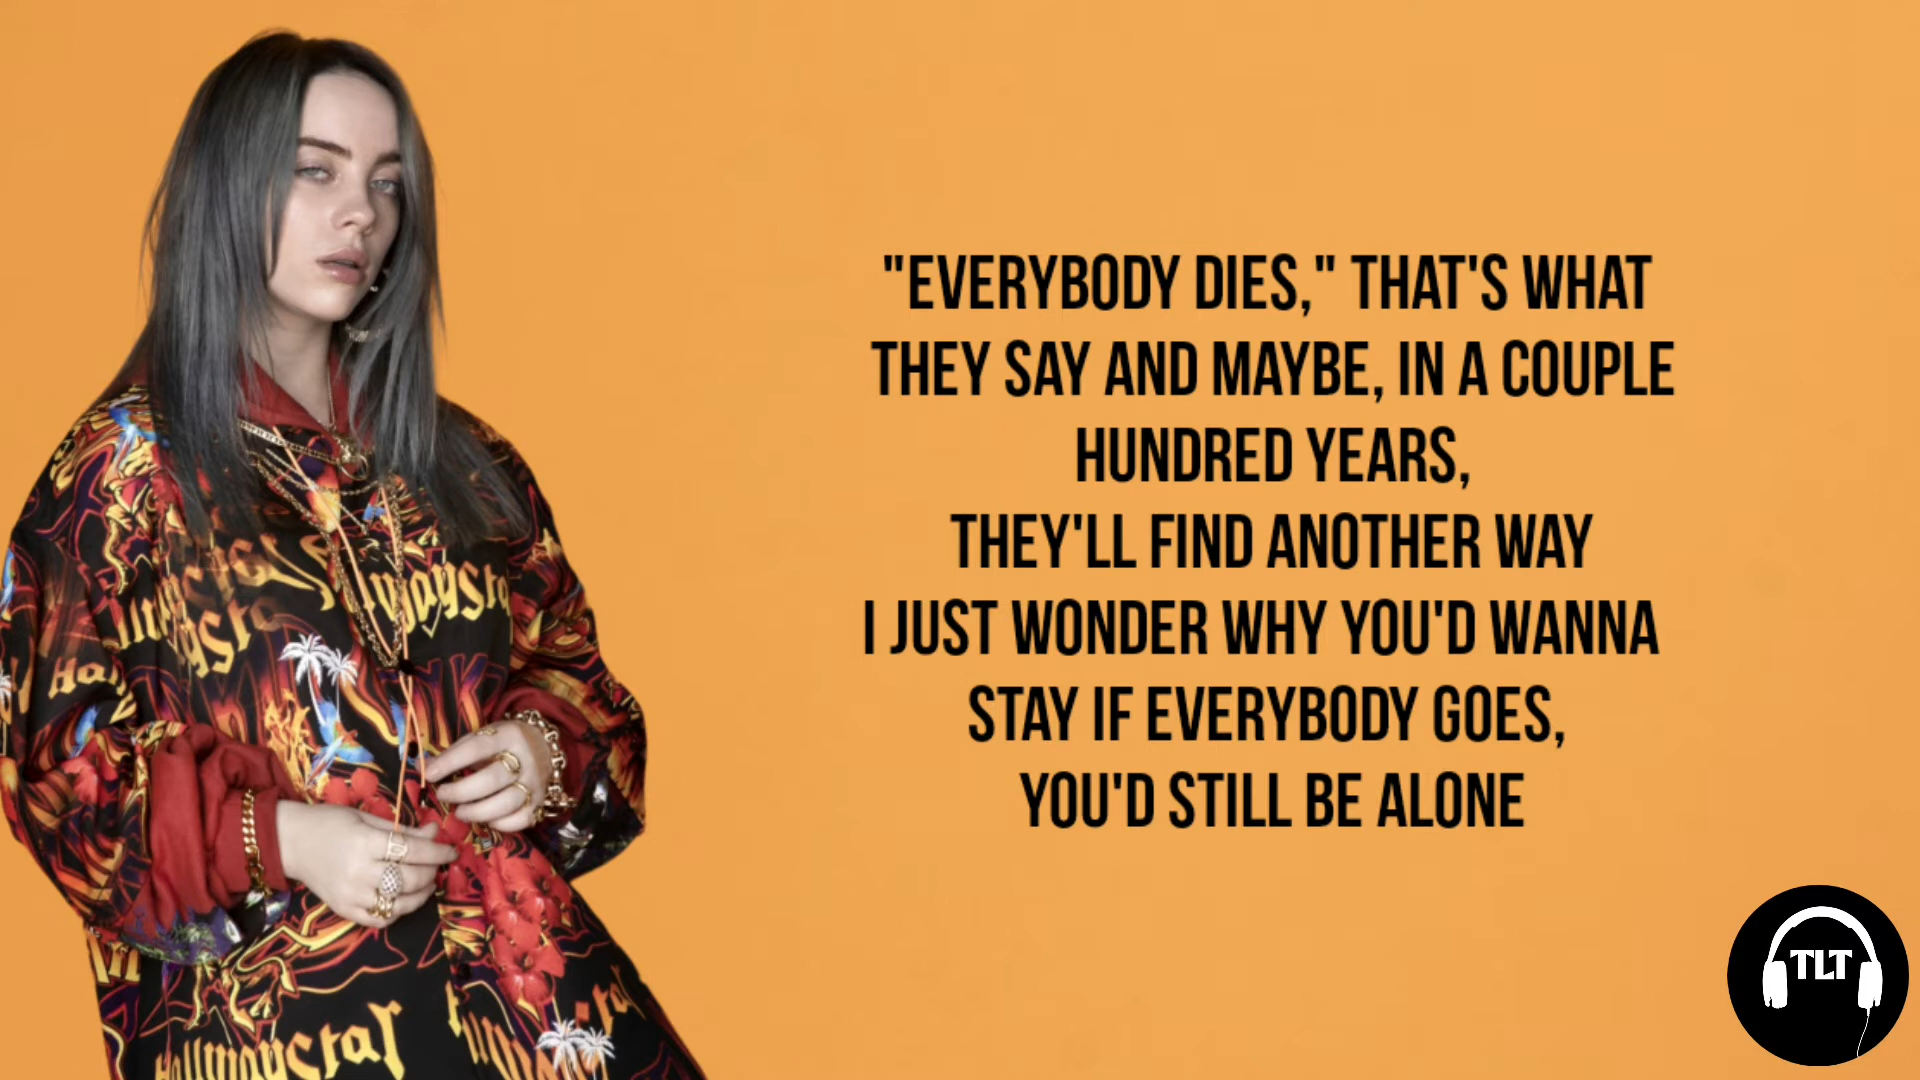 "EVERYBODY DIES," THAT'S WHAT
THEY SAY AND MAYBE, IN A COUPLE
HUNDRED YEARS,
THEY'LL FIND ANOTHER WAY
I JUST WONDER WHY YOU'D WANNA
STAY IF EVERYBODY GOES,
YOU'D STILL BE ALONE
TLT
Hallwaystar